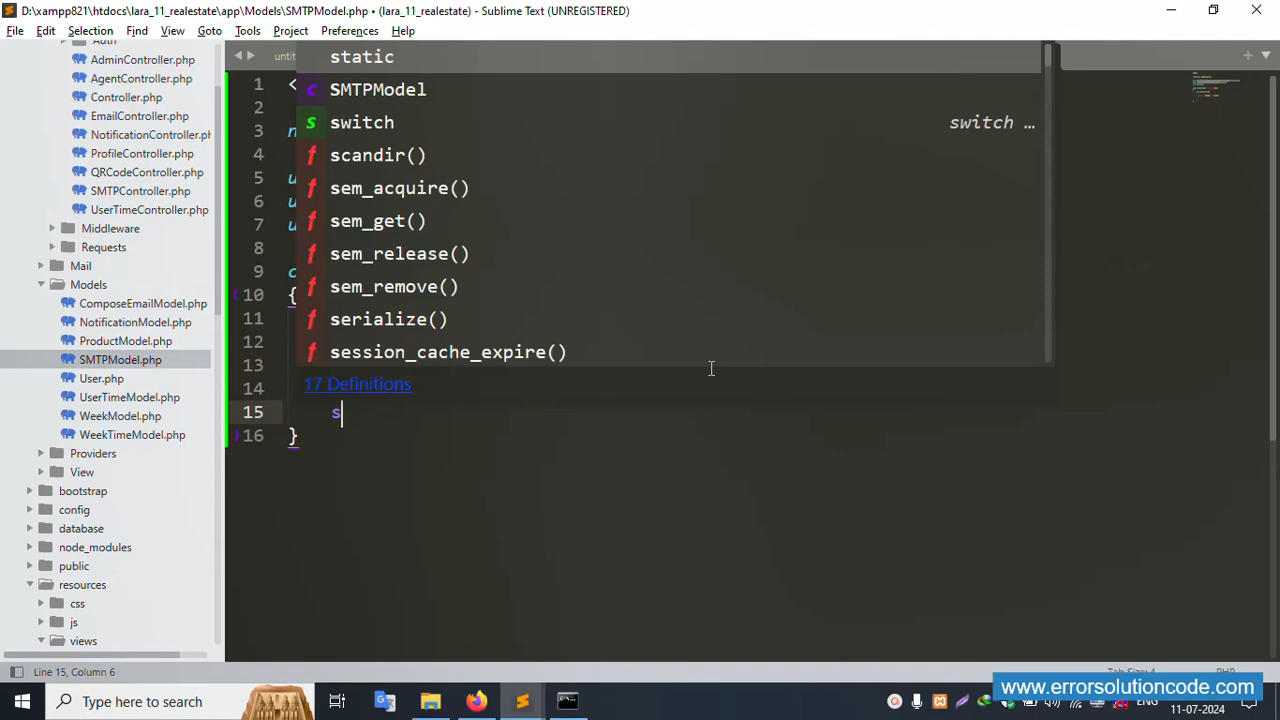 D:\xampp821\htdocs\lara_11_realestate\app\Models\SMTPModel.php • (lara_11_realestate) - Sublime Text (UNREGISTERED)
File Edit Selection Find View Goto Tools Project Preferences Help
AdminController.php
AgentController.php
Controller.php
EmailController.php
NotificationController.ph
ProfileController.php
QRCodeController.php
SMTPController.php
UserTimeController.php
Middleware
Requests
Mail
Models
ComposeEmailModel.php
NotificationModel.php
ProductModel.php
SMTPModel.php
User.php
UserTimeModel.php
WeekModel.php
WeekTimeModel.php
Providers
View
bootstrap
config
database
node_modules
public
resources
css
js
views
untit
static
c SMTPModel
s switch switch …
f scandir()
f sem_acquire()
f sem_get()
f sem_release()
f sem_remove()
f serialize()
f session_cache_expire()
17 Definitions
1 <
2
3 n
4
5 u
6 u
7 u
8
9 c
10 {
11
12
13
14
15 s
16 }
Line 15, Column 6
Type here to search
ENG
11-07-2024
www.errorsolutioncode.com